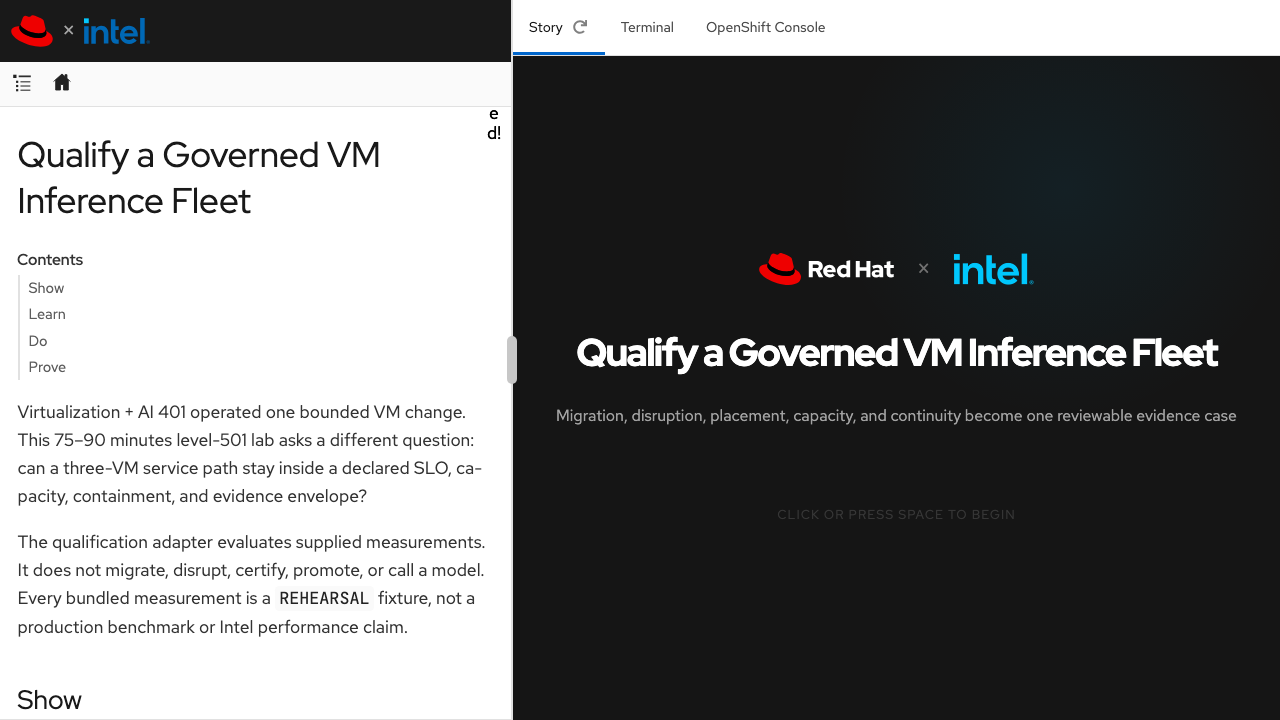 × intel.
e
d!
Qualify a Governed VM
Inference Fleet
Contents
Show
Learn
Do
Prove
Virtualization + AI 401 operated one bounded VM change.
This 75–90 minutes level-501 lab asks a different question:
can a three-VM service path stay inside a declared SLO, ca-
pacity, containment, and evidence envelope?
The qualification adapter evaluates supplied measurements.
It does not migrate, disrupt, certify, promote, or call a model.
Every bundled measurement is a REHEARSAL fixture, not a
production benchmark or Intel performance claim.
Show
Story Terminal OpenShift Console
Red Hat × intel.
Qualify a Governed VM Inference Fleet
Migration, disruption, placement, capacity, and continuity become one reviewable evidence case
CLICK OR PRESS SPACE TO BEGIN